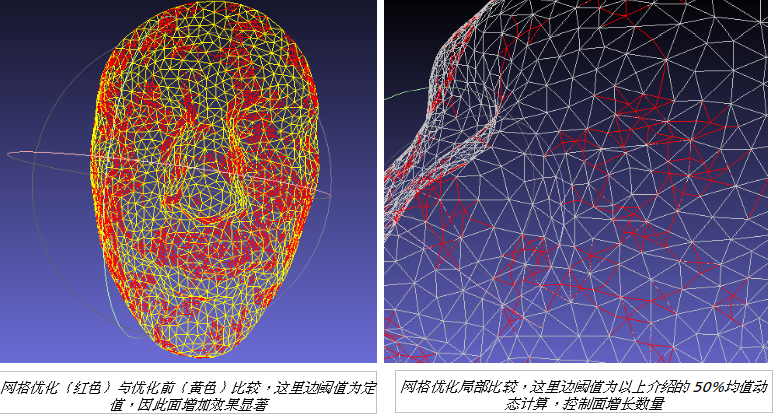 网格优化（红色）与优化前（黄色）比较，这里边阈值为定
值，因此面增加效果显著
网格优化局部比较，这里边阈值为以上介绍的 50%均值动
态计算，控制面增长数量